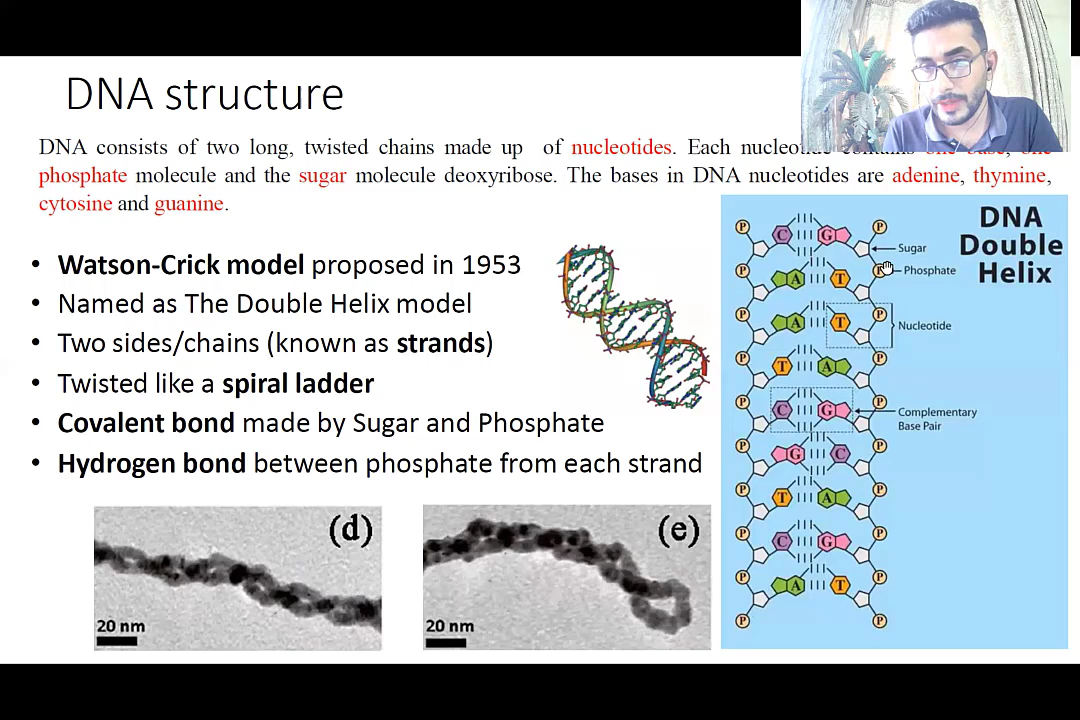 DNA structure
DNA consists of two long, twisted chains made up of nucleotides. Each
phosphate molecule and the sugar molecule deoxyribose. The bases in DNA nucleotides are adenine, thymine,
cytosine and guanine.
• Watson-Crick model proposed in 1953
• Named as The Double Helix model
• Two sides/chains (known as strands)
• Twisted like a spiral ladder
• Covalent bond made by Sugar and Phosphate
• Hydrogen bond between phosphate from each strand
(d)
20 nm
(e)
20 nm
DNA
Double
Helix
P C G P
Sugar
P A T P
Phosphate
P A T P
Nucleotide
P T A P
P C G P
Complementary
Base Pair
P G C P
P T A P
P C G P
P A T P
P P